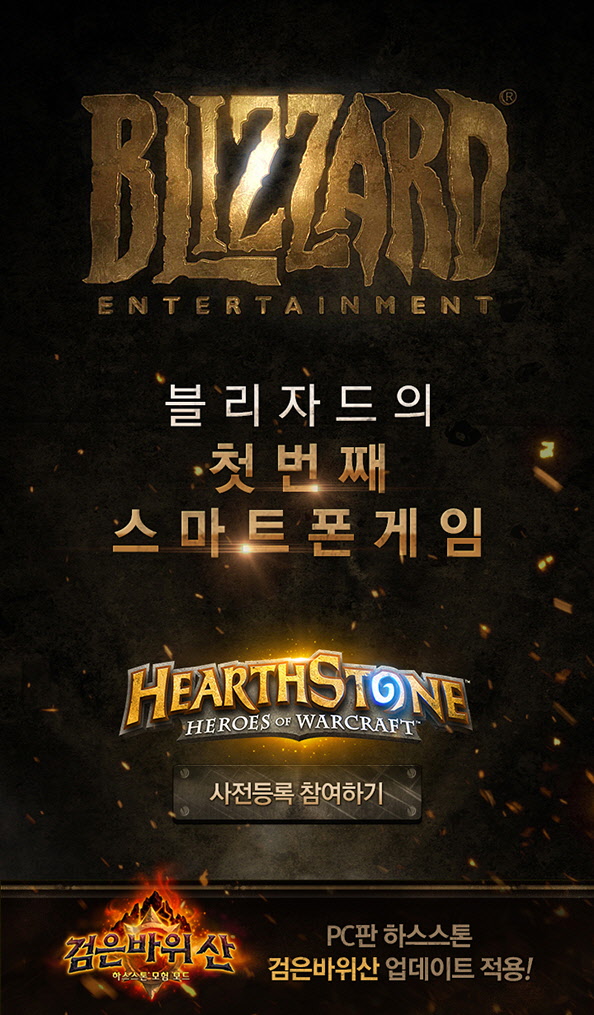 BLIZZARD®
ENTERTAINMENT
블리자드의
첫번째
스마트폰게임
HEARTHSTONE™
HEROES OF WARCRAFT™
사전등록 참여하기
검은바위산
하스스톤 모험 모드
PC판 하스스톤
검은바위산 업데이트 적용!